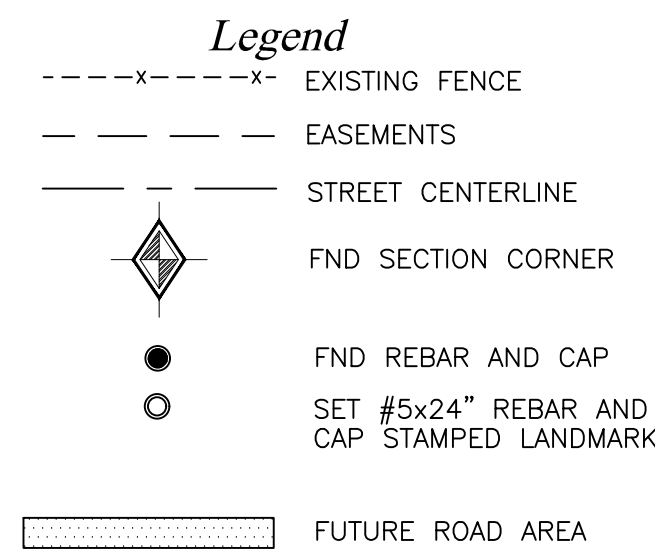 Legend
x x EXISTING FENCE
EASEMENTS
STREET CENTERLINE
FND SECTION CORNER
FND REBAR AND CAP
SET #5x24” REBAR AND
CAP STAMPED LANDMARK
FUTURE ROAD AREA